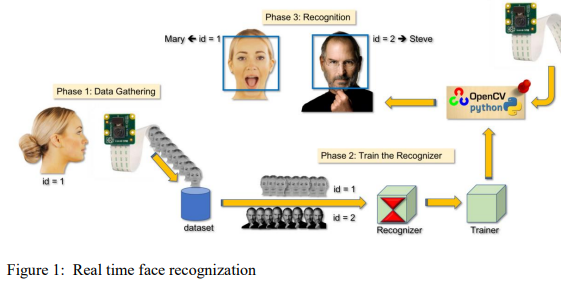 Phase 3: Recognition
Mary ← id = 1
id = 2 → Steve
Phase 1: Data Gathering
OpenCV
python
id = 1
Phase 2: Train the Recognizer
id = 1
id = 2
dataset
Recognizer
Trainer
Figure 1: Real time face recognization